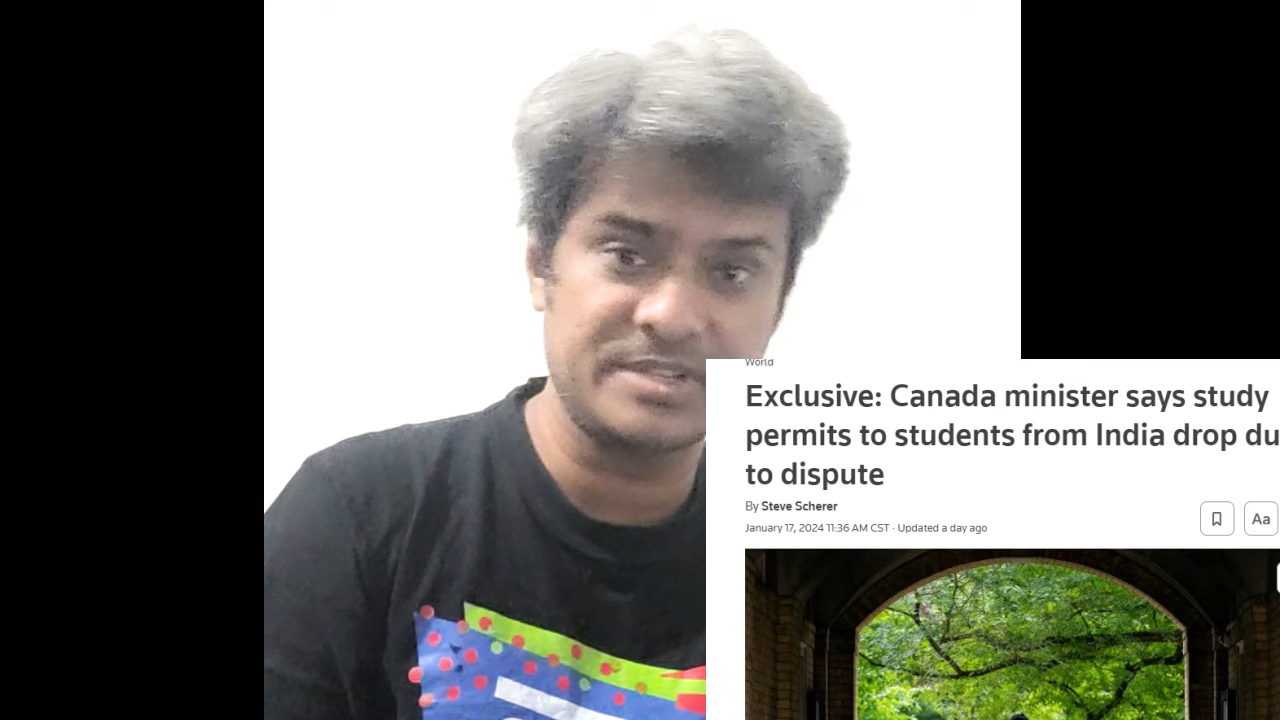 World
Exclusive: Canada minister says study
permits to students from India drop du
to dispute
By Steve Scherer
January 17, 2024 11:36 AM CST · Updated a day ago
Aa